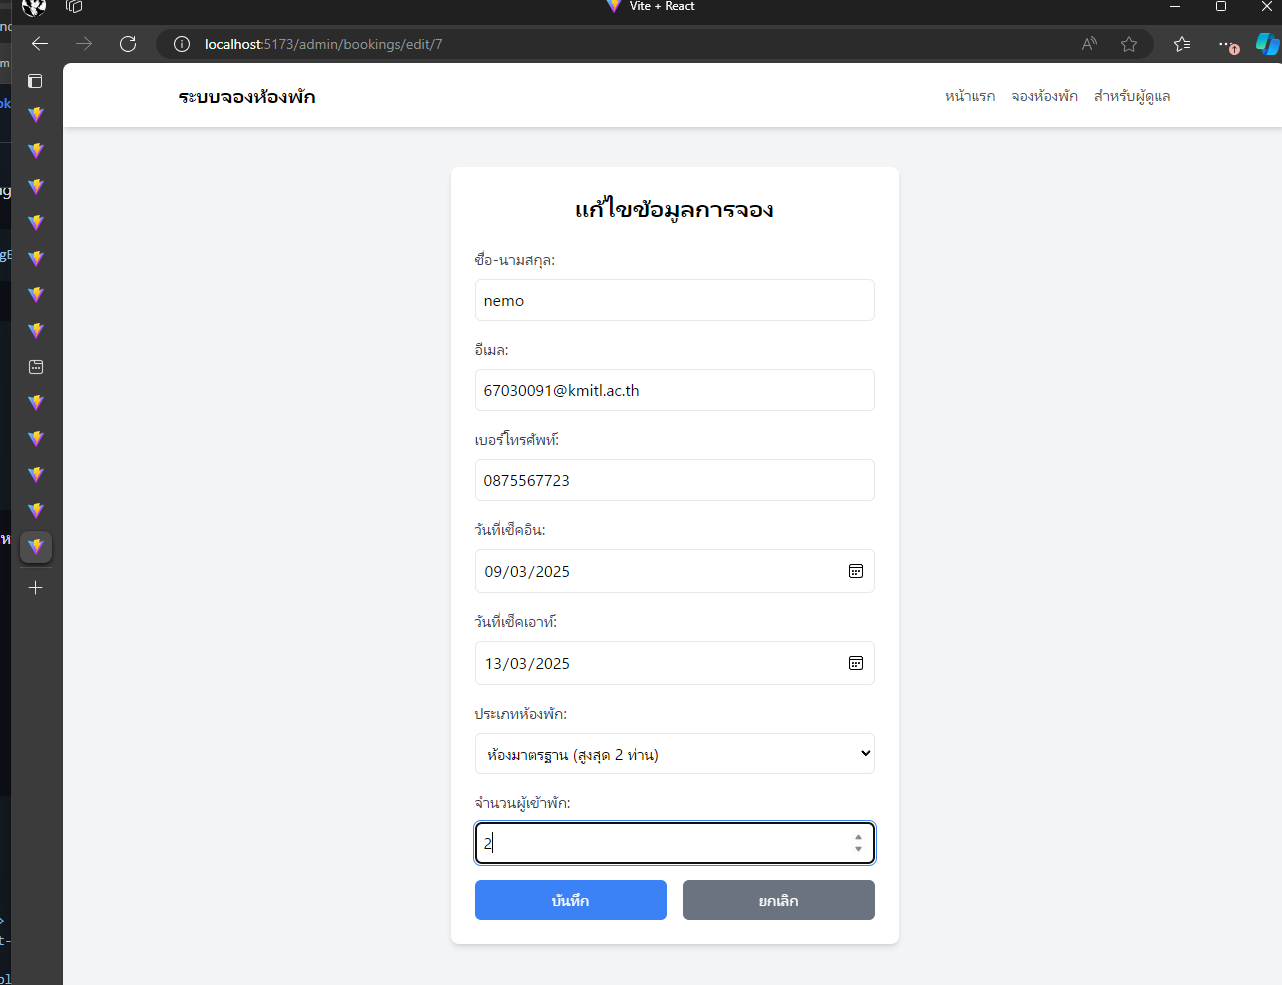 Vite + React
localhost:5173/admin/bookings/edit/7
ระบบจองห้องพัก
หน้าแรก จองห้องพัก สำหรับผู้ดูแล
แก้ไขข้อมูลการจอง
ชื่อ-นามสกุล:
nemo
อีเมล:
67030091@kmitl.ac.th
เบอร์โทรศัพท์:
0875567723
วันที่เช็คอิน:
09/03/2025
วันที่เช็คเอาท์:
13/03/2025
ประเภทห้องพัก:
ห้องมาตรฐาน (สูงสุด 2 ท่าน)
จำนวนผู้เข้าพัก:
2
บันทึก ยกเลิก